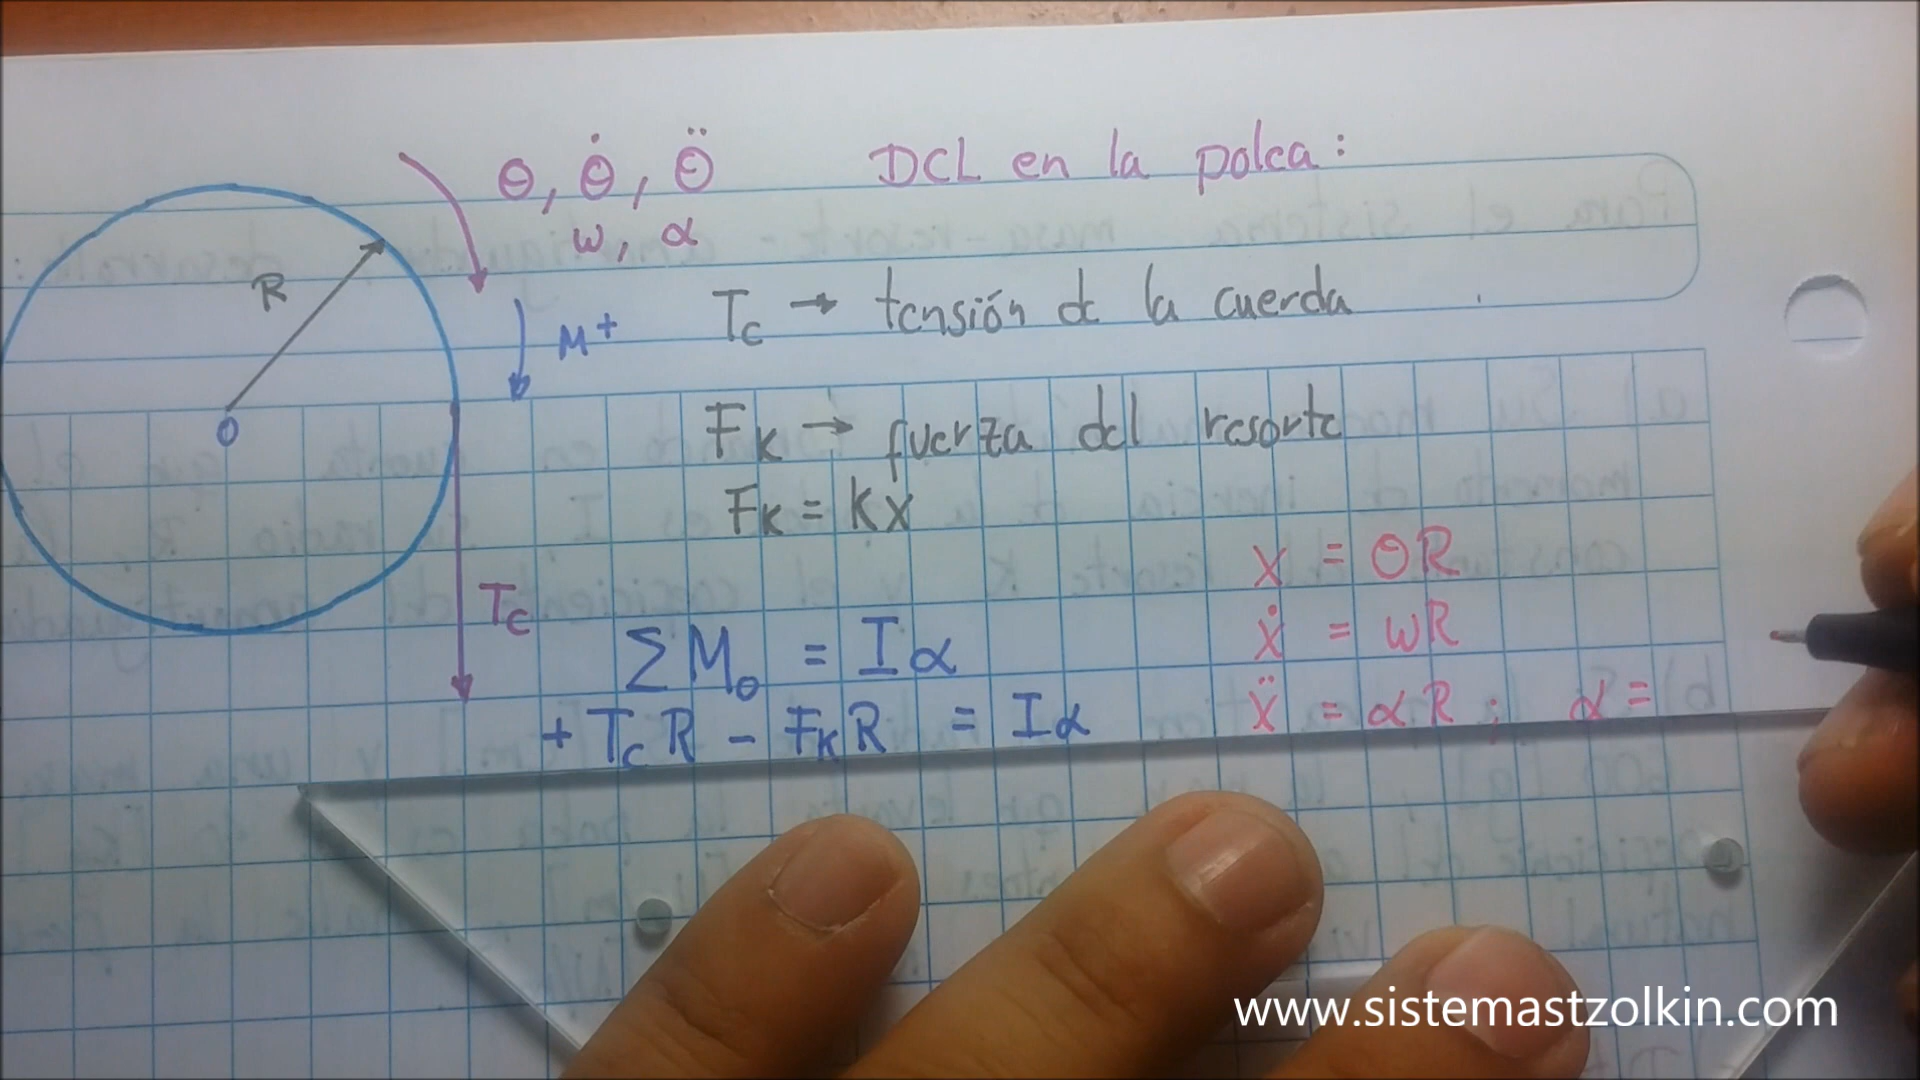 Θ, Θ̇, Θ̈ DCL en la polea:
ω, α
R
M+
Tc → tensión de la cuerda
O
FK → fuerza del resorte
FK = KX
X = ΘR
Tc
Ẋ = ωR
ΣMo = Iα
Ẍ = αR ; α =
+ TcR - FKR = Iα
www.sistemastzolkin.com